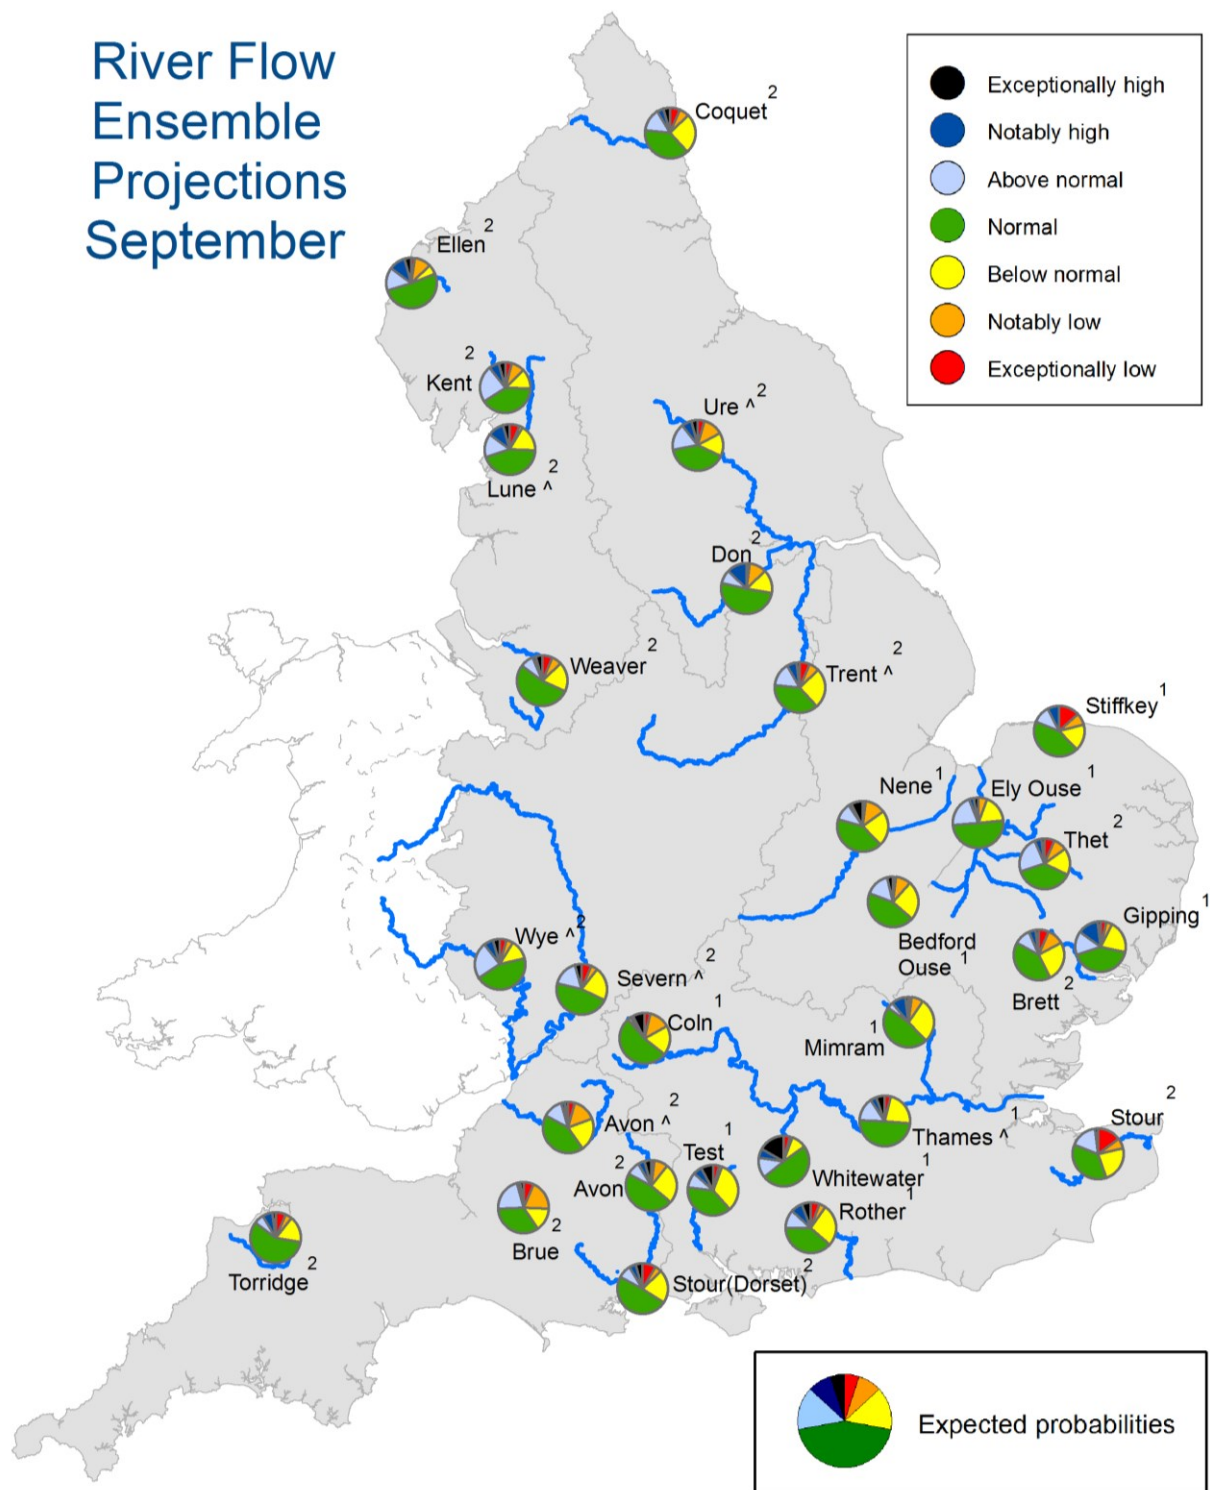 River Flow
Ensemble
Projections
September
Exceptionally high
Notably high
Above normal
Normal
Below normal
Notably low
Exceptionally low
Coquet 2
Ellen 2
Kent 2
Lune ^ 2
Ure ^ 2
Don 2
Weaver 2
Trent ^ 2
Stiffkey 1
Nene 1
Ely Ouse 1
Thet 2
Gipping 1
Bedford
Ouse 1
Brett 2
Wye ^ 2
Severn ^ 2
Coln 1
Mimram 1
Thames ^ 1
Stour 2
Avon ^ 2
Test 1
Whitewater 1
Avon 2
Rother 1
Brue 2
Stour(Dorset) 2
Torridge 2
Expected probabilities